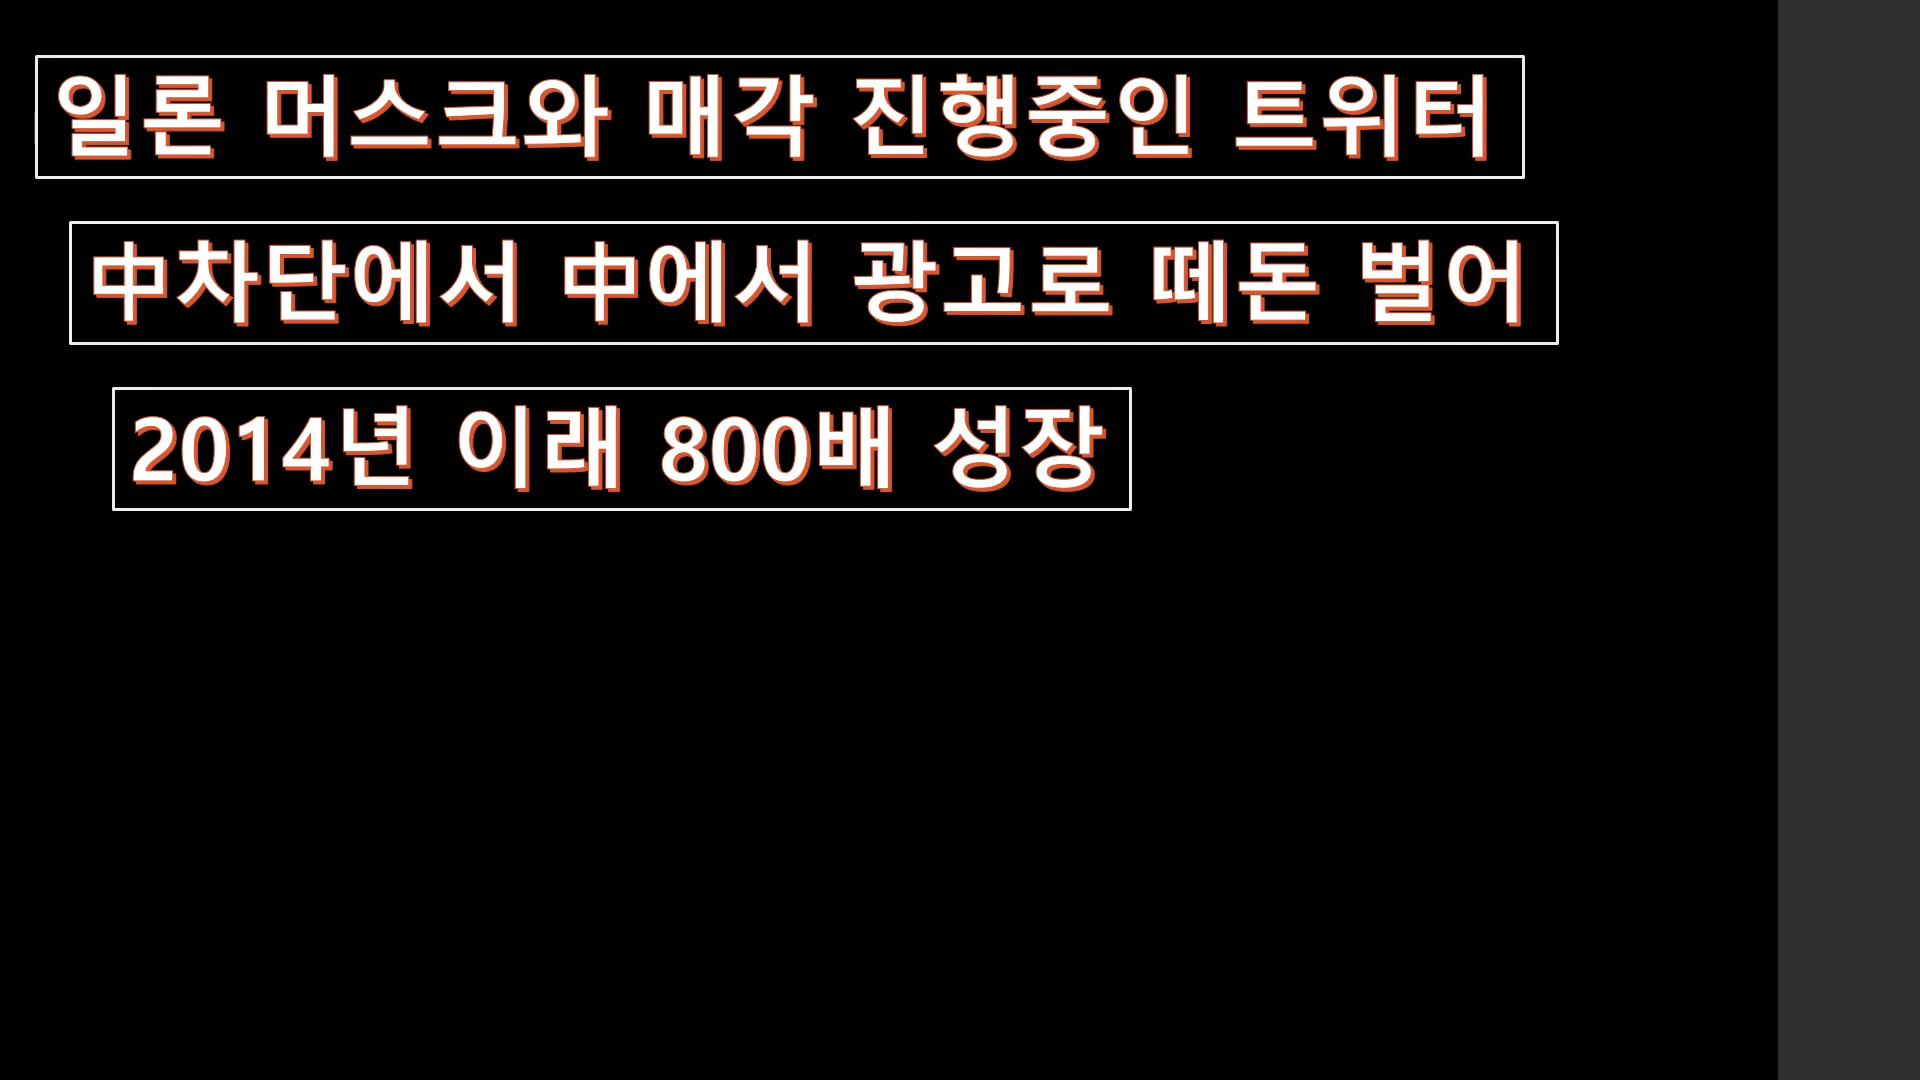 일론 머스크와 매각 진행중인 트위터
中차단에서 中에서 광고로 떼돈 벌어
2014년 이래 800배 성장